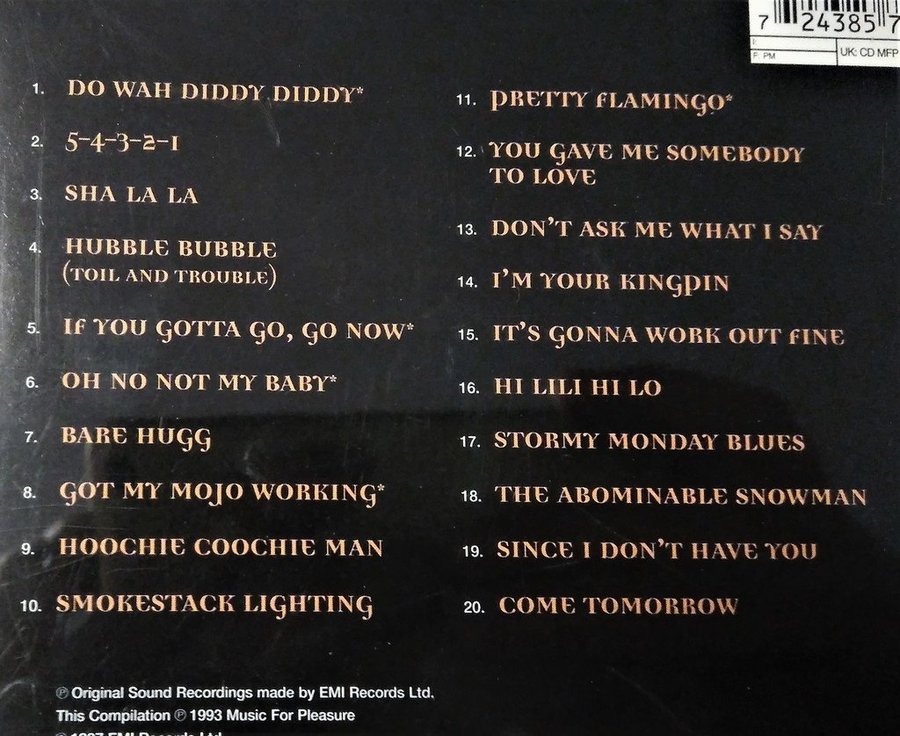 7 24385 7
UK: CD MFP
F: PM
1. DO WAH DIDDY DIDDY*
2. 5-4-3-2-1
3. SHA LA LA
4. HUBBLE BUBBLE
(TOIL AND TROUBLE)
5. IF YOU GOTTA GO, GO NOW*
6. OH NO NOT MY BABY*
7. BARE HUGG
8. GOT MY MOJO WORKING*
9. HOOCHIE COOCHIE MAN
10. SMOKESTACK LIGHTING
11. PRETTY FLAMINGO*
12. YOU GAVE ME SOMEBODY
TO LOVE
13. DON'T ASK ME WHAT I SAY
14. I'M YOUR KINGPIN
15. IT'S GONNA WORK OUT FINE
16. HI LILI HI LO
17. STORMY MONDAY BLUES
18. THE ABOMINABLE SNOWMAN
19. SINCE I DON'T HAVE YOU
20. COME TOMORROW
℗ Original Sound Recordings made by EMI Records Ltd.
This Compilation ℗ 1993 Music For Pleasure
© 1997 EMI Records Ltd